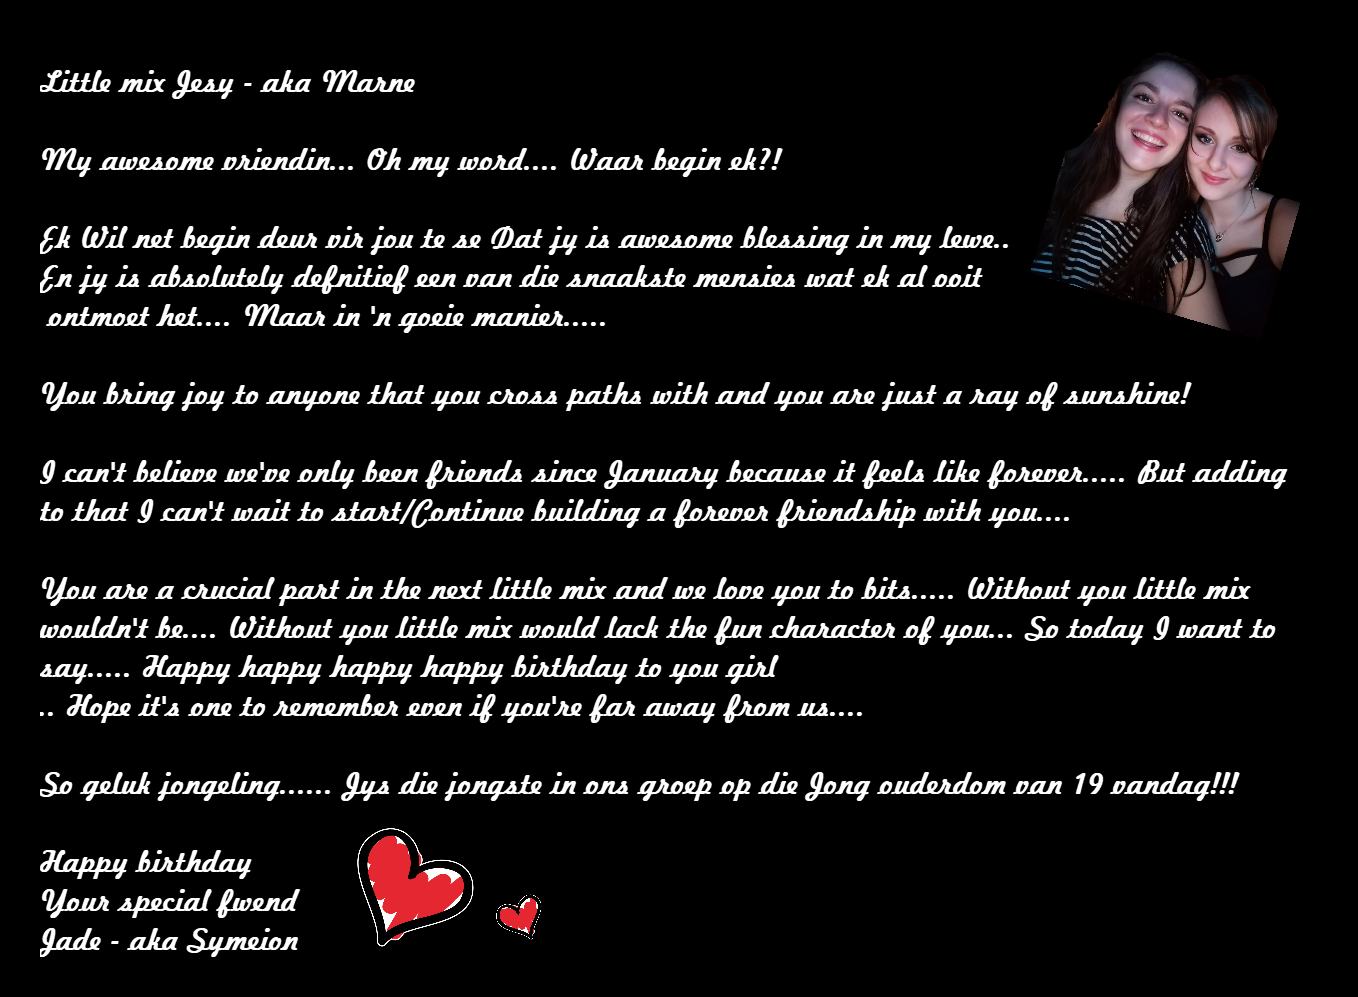 Little mix Jesy - aka Marne
My awesome vriendin... Oh my word.... Waar begin ek?!
Ek Wil net begin deur vir jou te se Dat jy is awesome blessing in my lewe..
En jy is absolutely defnitief een van die snaakste mensies wat ek al ooit
ontmoet het.... Maar in 'n goeie manier.....
You bring joy to anyone that you cross paths with and you are just a ray of sunshine!
I can't believe we've only been friends since January because it feels like forever..... But adding
to that I can't wait to start/Continue building a forever friendship with you....
You are a crucial part in the next little mix and we love you to bits..... Without you little mix
wouldn't be.... Without you little mix would lack the fun character of you... So today I want to
say..... Happy happy happy happy birthday to you girl
.. Hope it's one to remember even if you're far away from us....
So geluk jongeling...... Jys die jongste in ons groep op die Jong ouderdom van 19 vandag!!!
Happy birthday
Your special fwend
Jade - aka Symeion